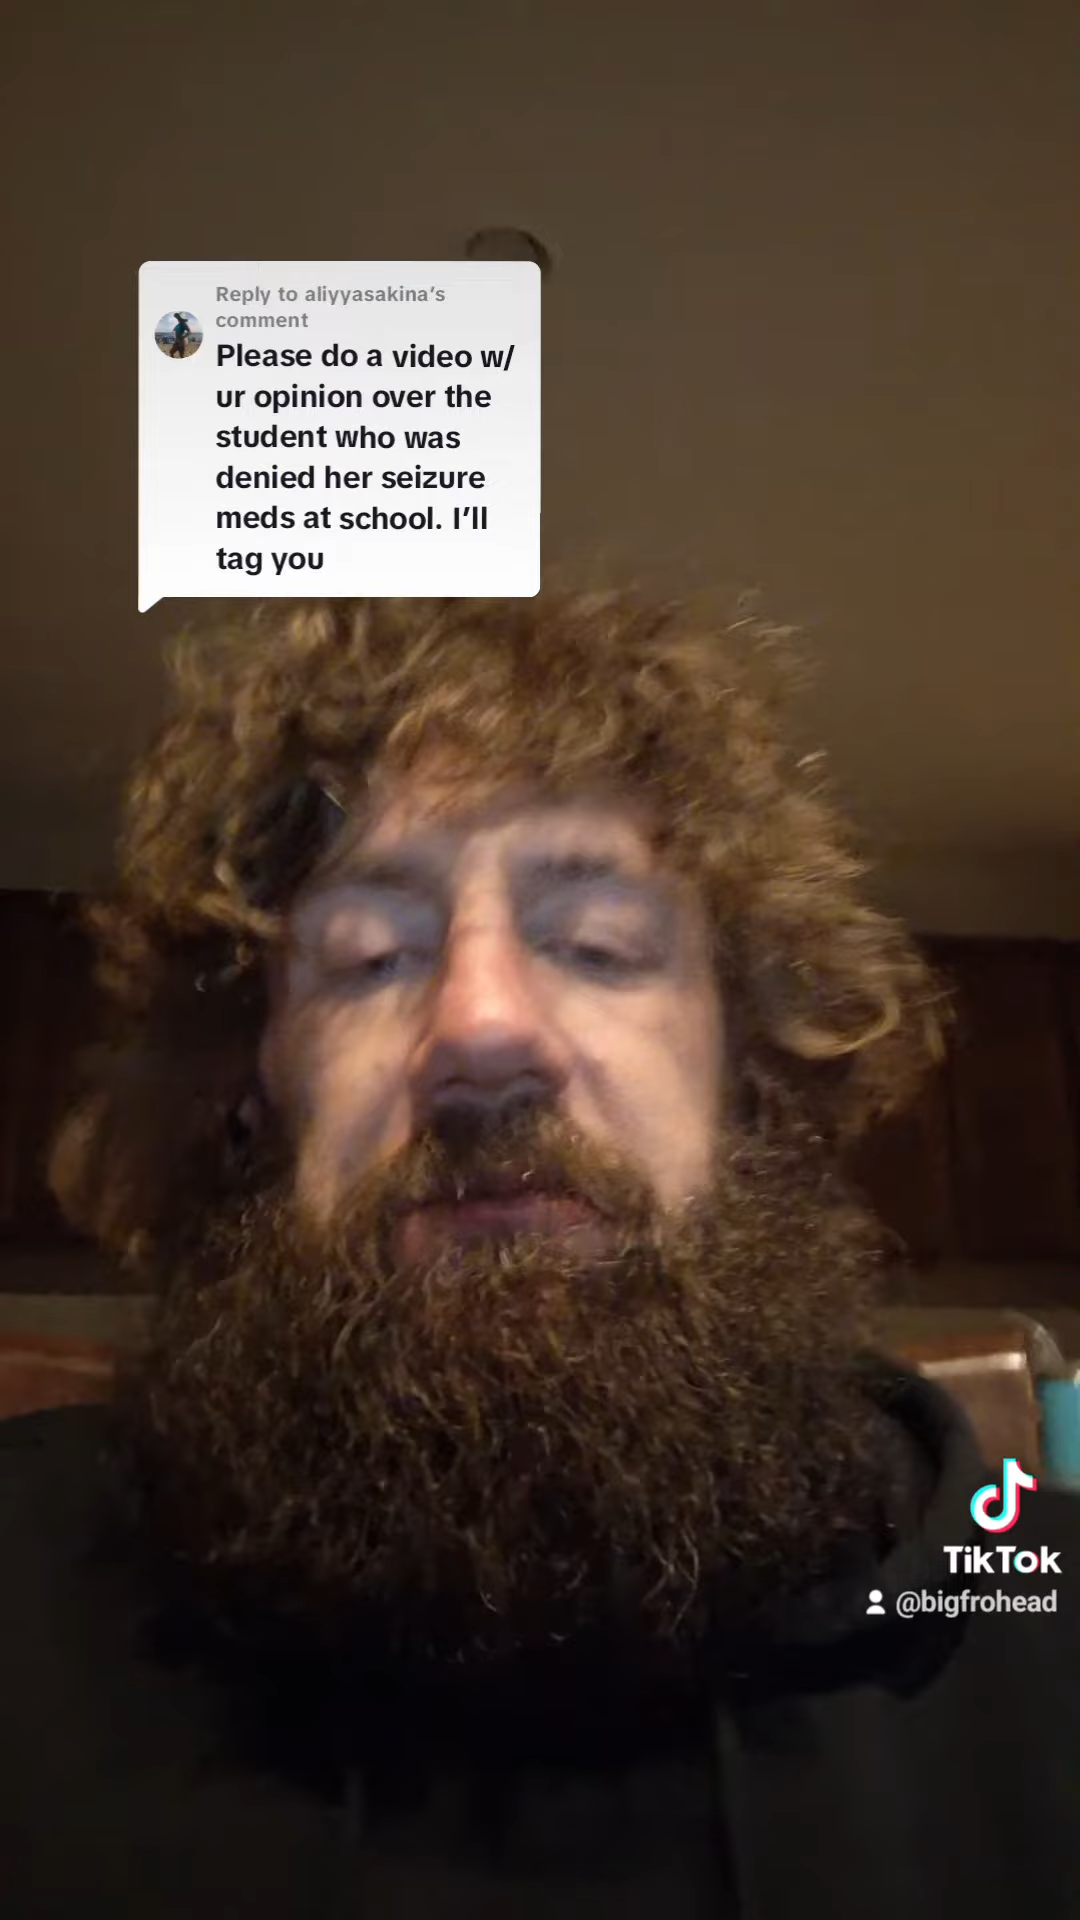 Reply to aliyyasakina’s
comment
Please do a video w/
ur opinion over the
student who was
denied her seizure
meds at school. I’ll
tag you
TikTok
@bigfrohead